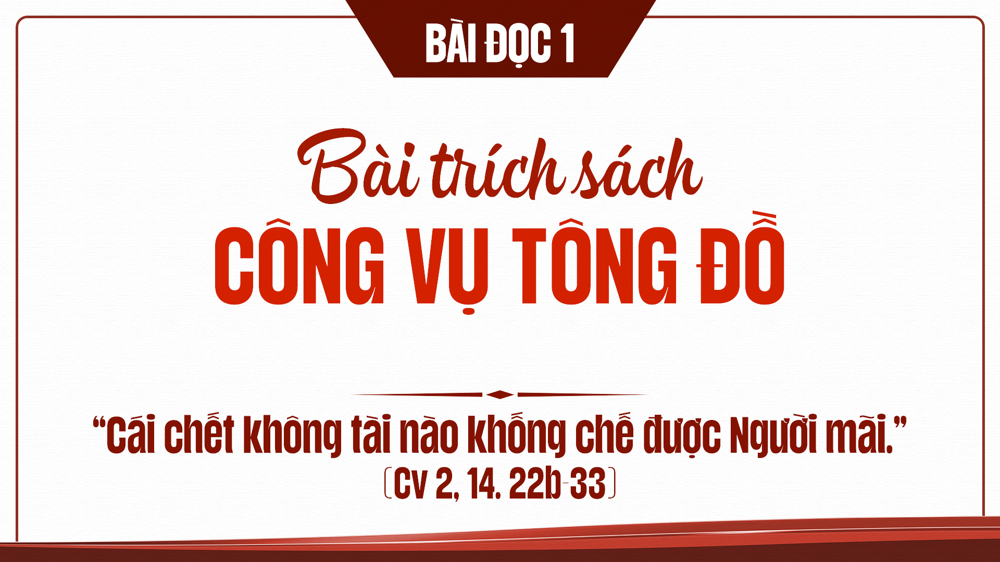 BÀI ĐỌC 1
Bài trích sách
CÔNG VỤ TÔNG ĐỒ
“Cái chết không tài nào khống chế được Người mãi.”
(Cv 2, 14. 22b-33)